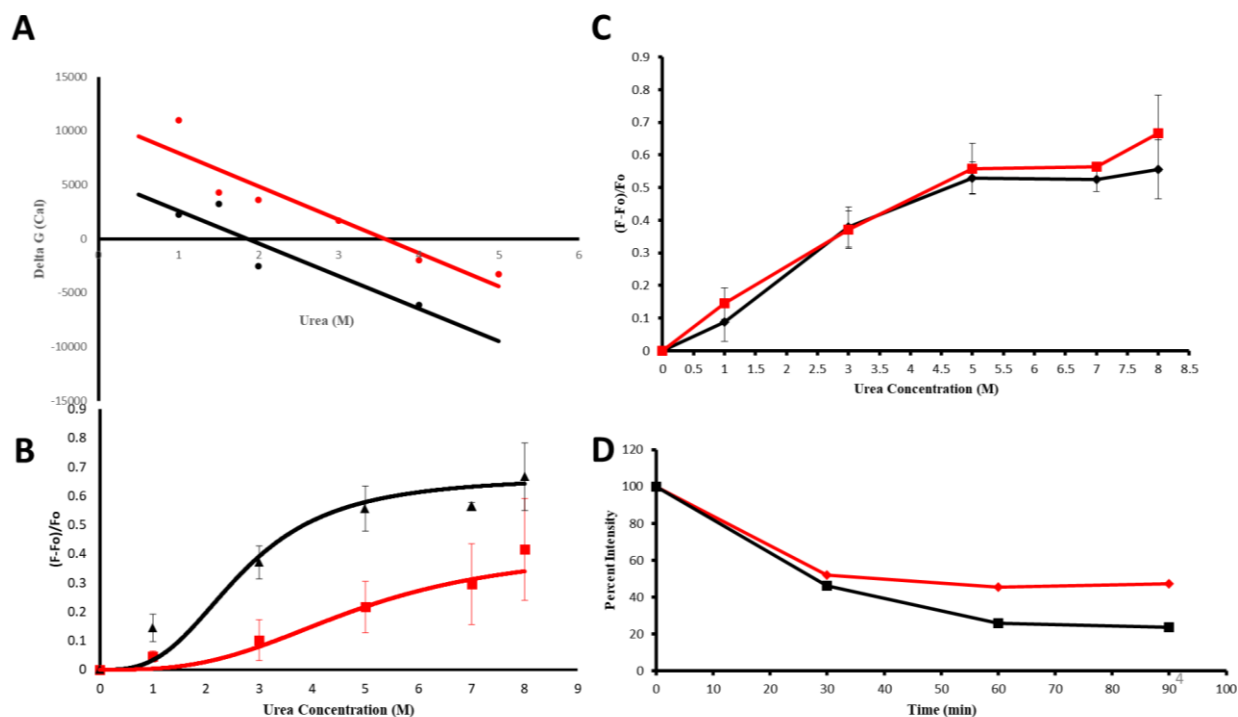 A
15000
10000
5000
0
-5000
-10000
-15000
Delta G (Cal)
0 1 2 3 4 5 6
Urea (M)
B
0.9
0.8
0.7
0.6
0.5
0.4
0.3
0.2
0.1
0
(F-Fo)/Fo
0 1 2 3 4 5 6 7 8 9
Urea Concentration (M)
C
0.9
0.8
0.7
0.6
0.5
0.4
0.3
0.2
0.1
0
(F-Fo)/Fo
0 0.5 1 1.5 2 2.5 3 3.5 4 4.5 5 5.5 6 6.5 7 7.5 8 8.5
Urea Concentration (M)
D
120
100
80
60
40
20
0
Percent Intensity
0 10 20 30 40 50 60 70 80 90 100
4
Time (min)